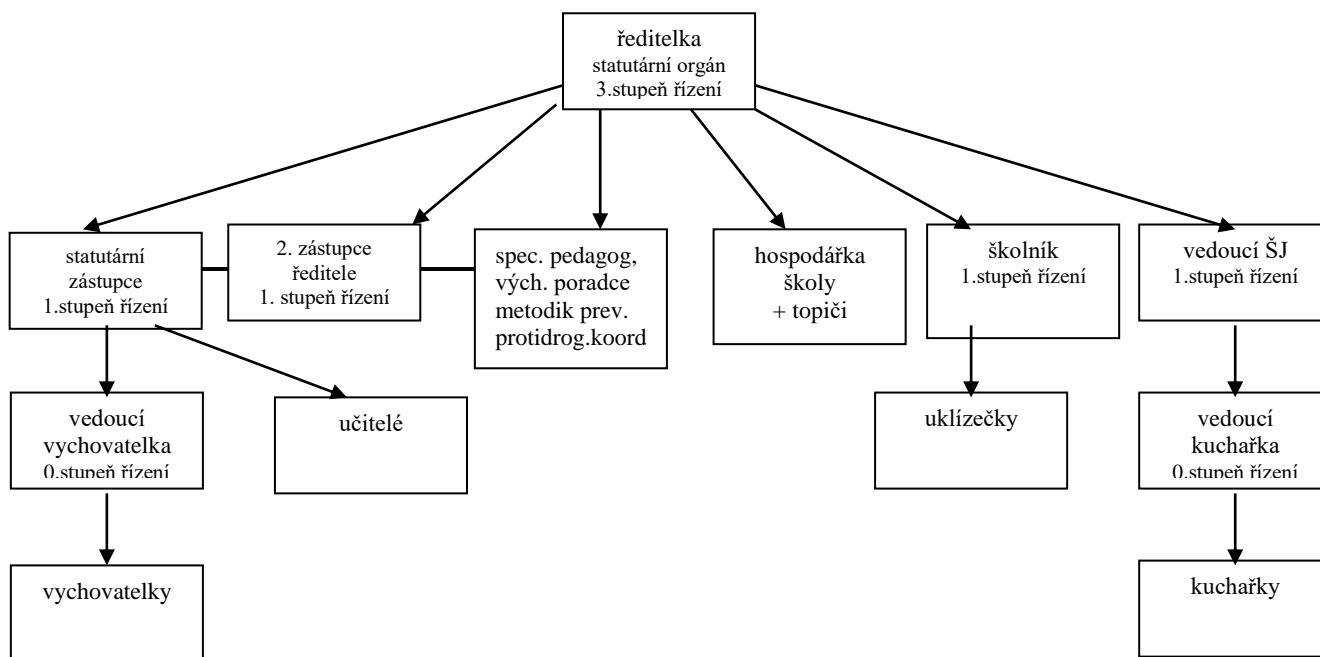 ředitelka
statutární orgán
3.stupeň řízení
statutární
zástupce
1.stupeň řízení
2. zástupce
ředitele
1. stupeň řízení
spec. pedagog,
vých. poradce
metodik prev.
protidrog.koord
hospodářka
školy
+ topiči
školník
1.stupeň řízení
vedoucí ŠJ
1.stupeň řízení
vedoucí
vychovatelka
0.stupeň řízení
učitelé
uklízečky
vedoucí
kuchařka
0.stupeň řízení
vychovatelky
kuchařky